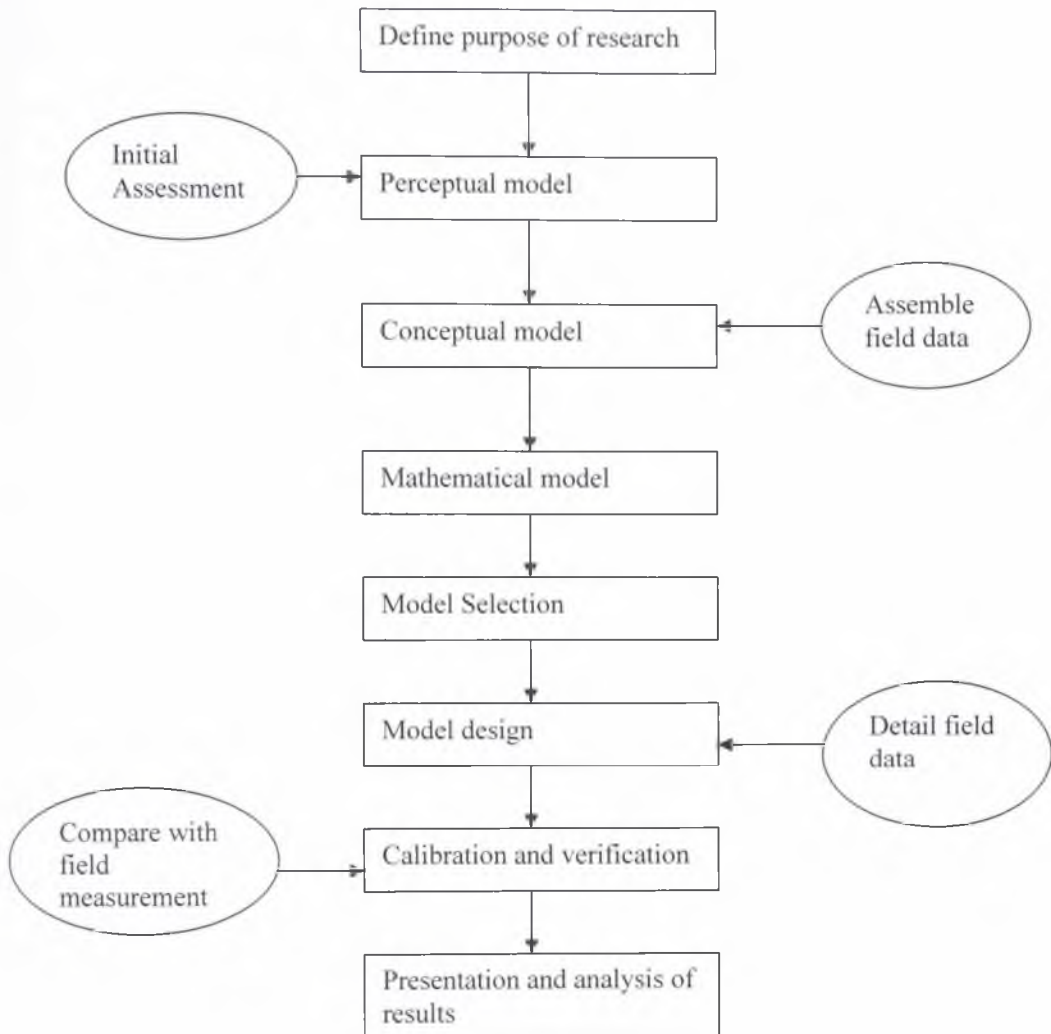 Define purpose of research
Initial
Assessment
Perceptual model
Conceptual model
Assemble
field data
Mathematical model
Model Selection
Model design
Detail field
data
Compare with
field
measurement
Calibration and verification
Presentation and analysis of
results